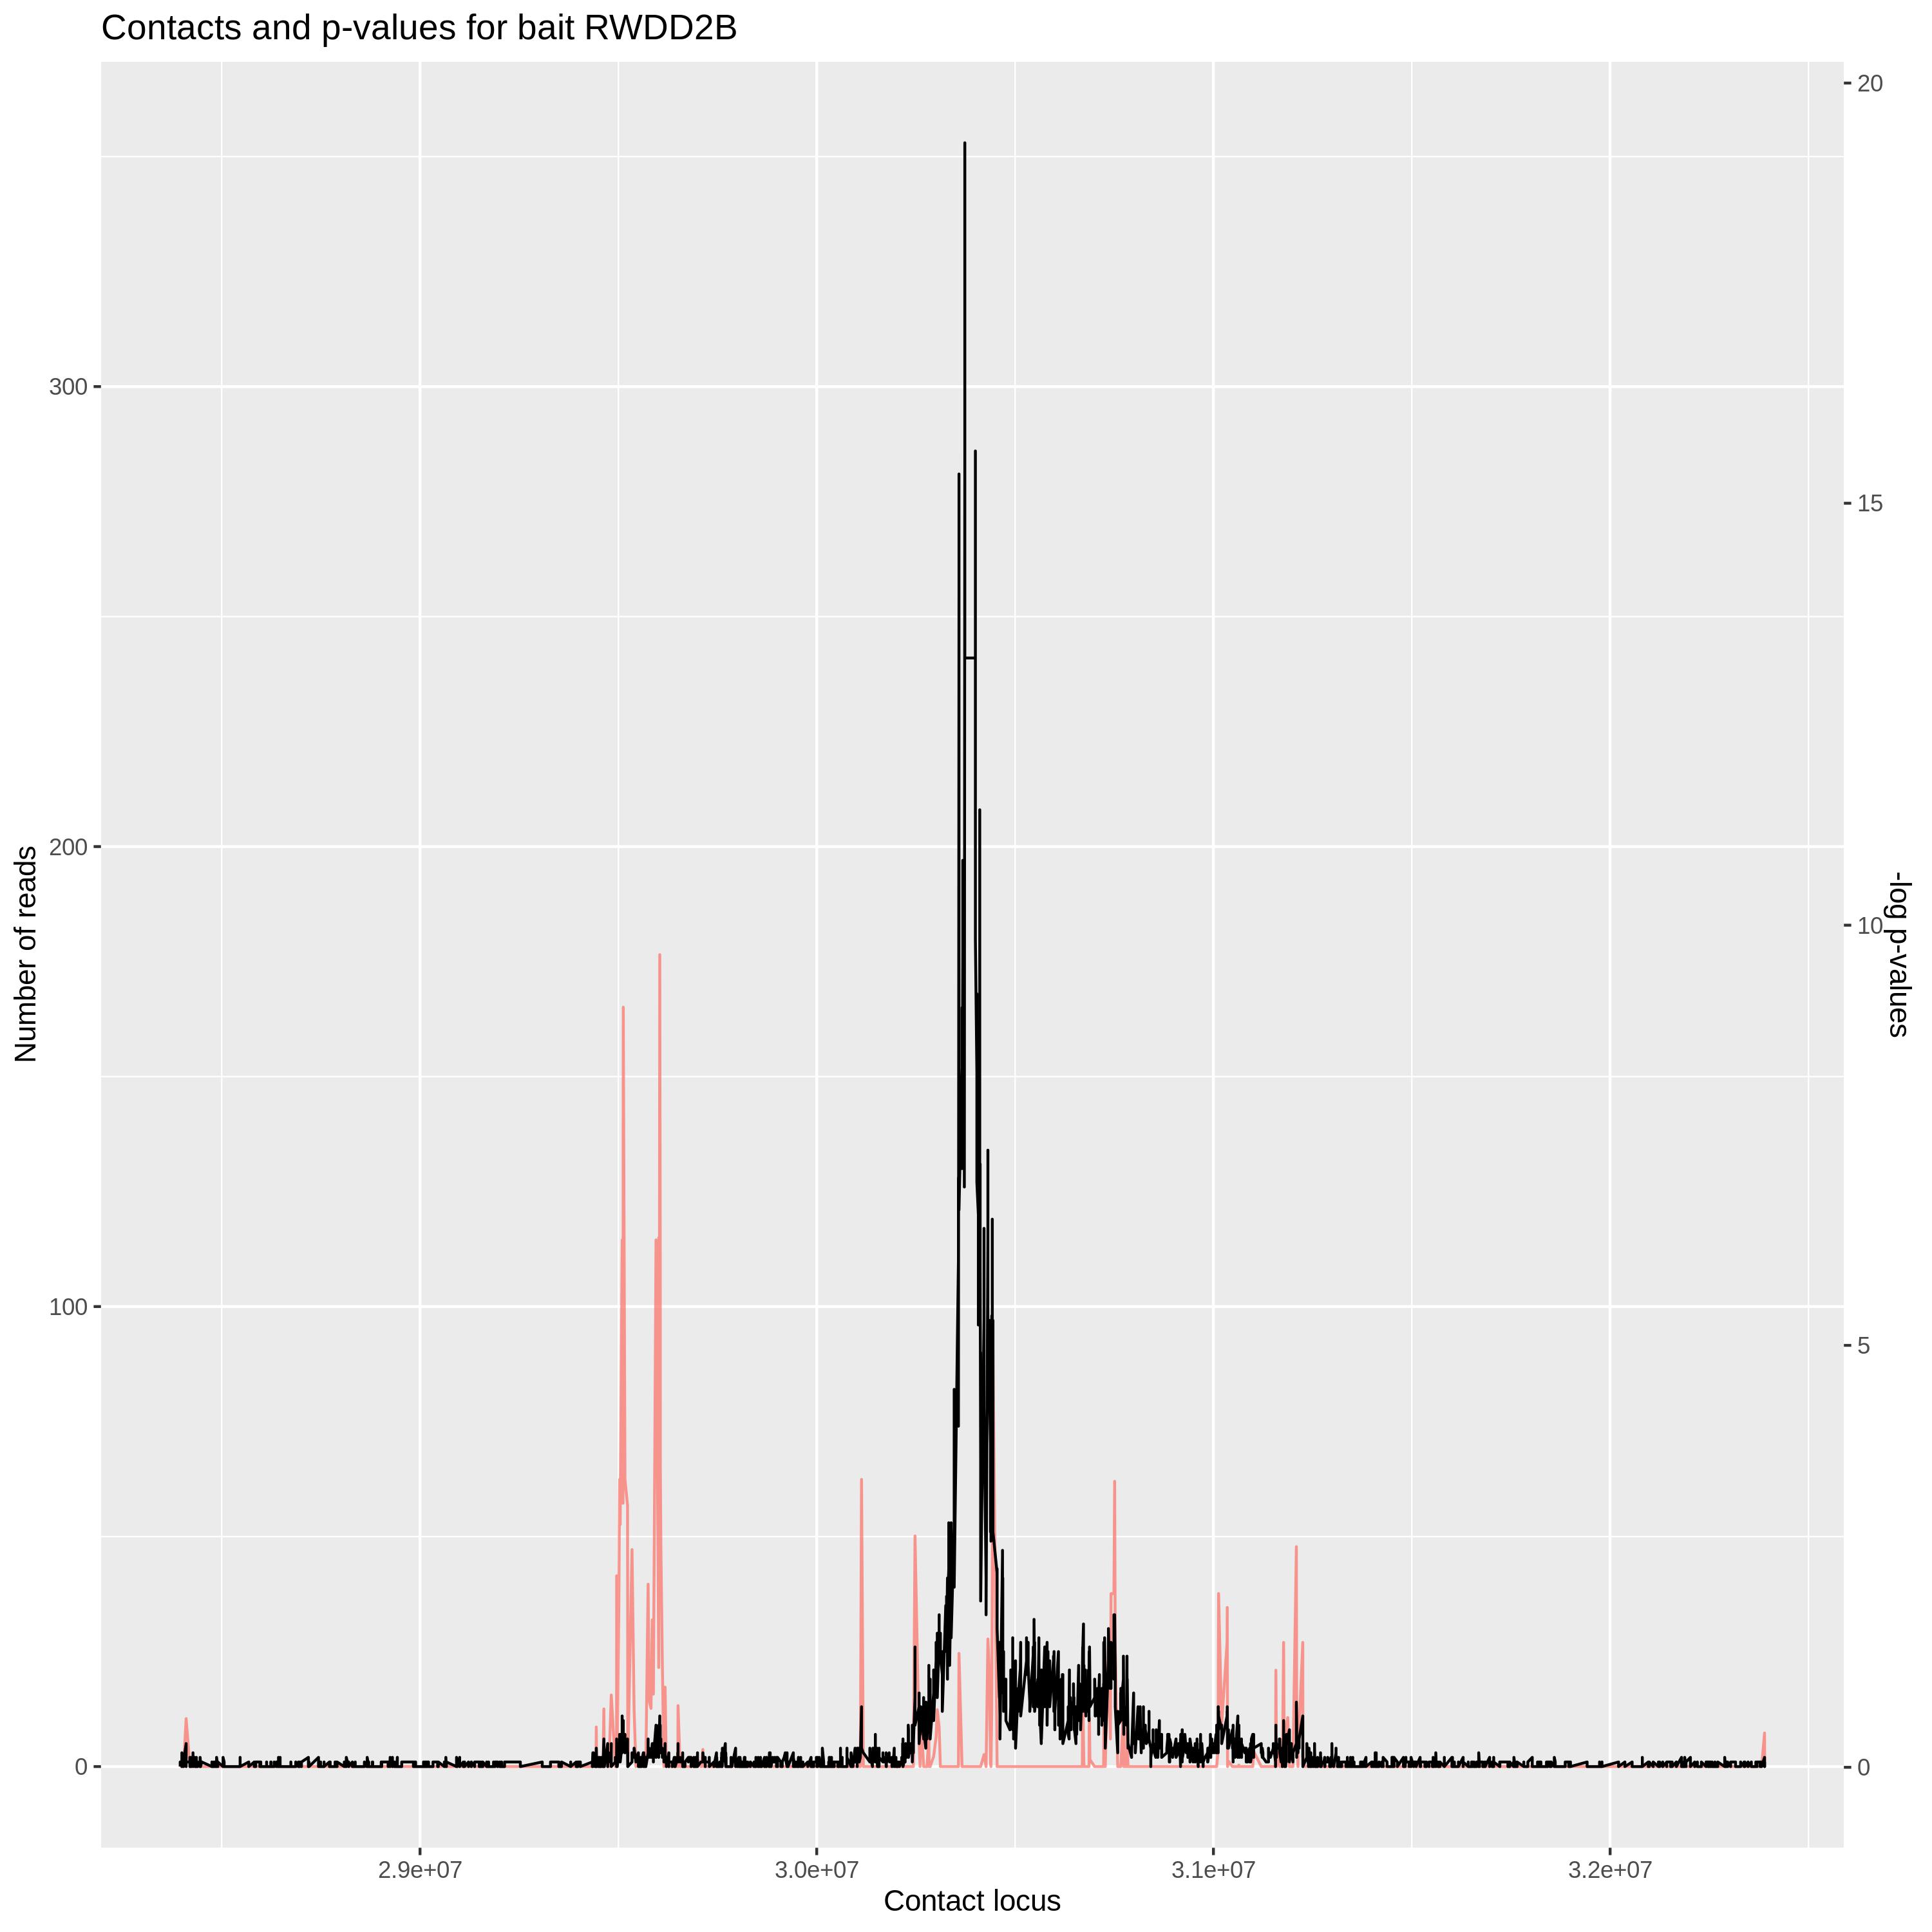 Contacts and p-values for bait RWDD2B
20
300
15
200
10
100
5
0
0
Number of reads
-log p-values
2.9e+07 3.0e+07 3.1e+07 3.2e+07
Contact locus